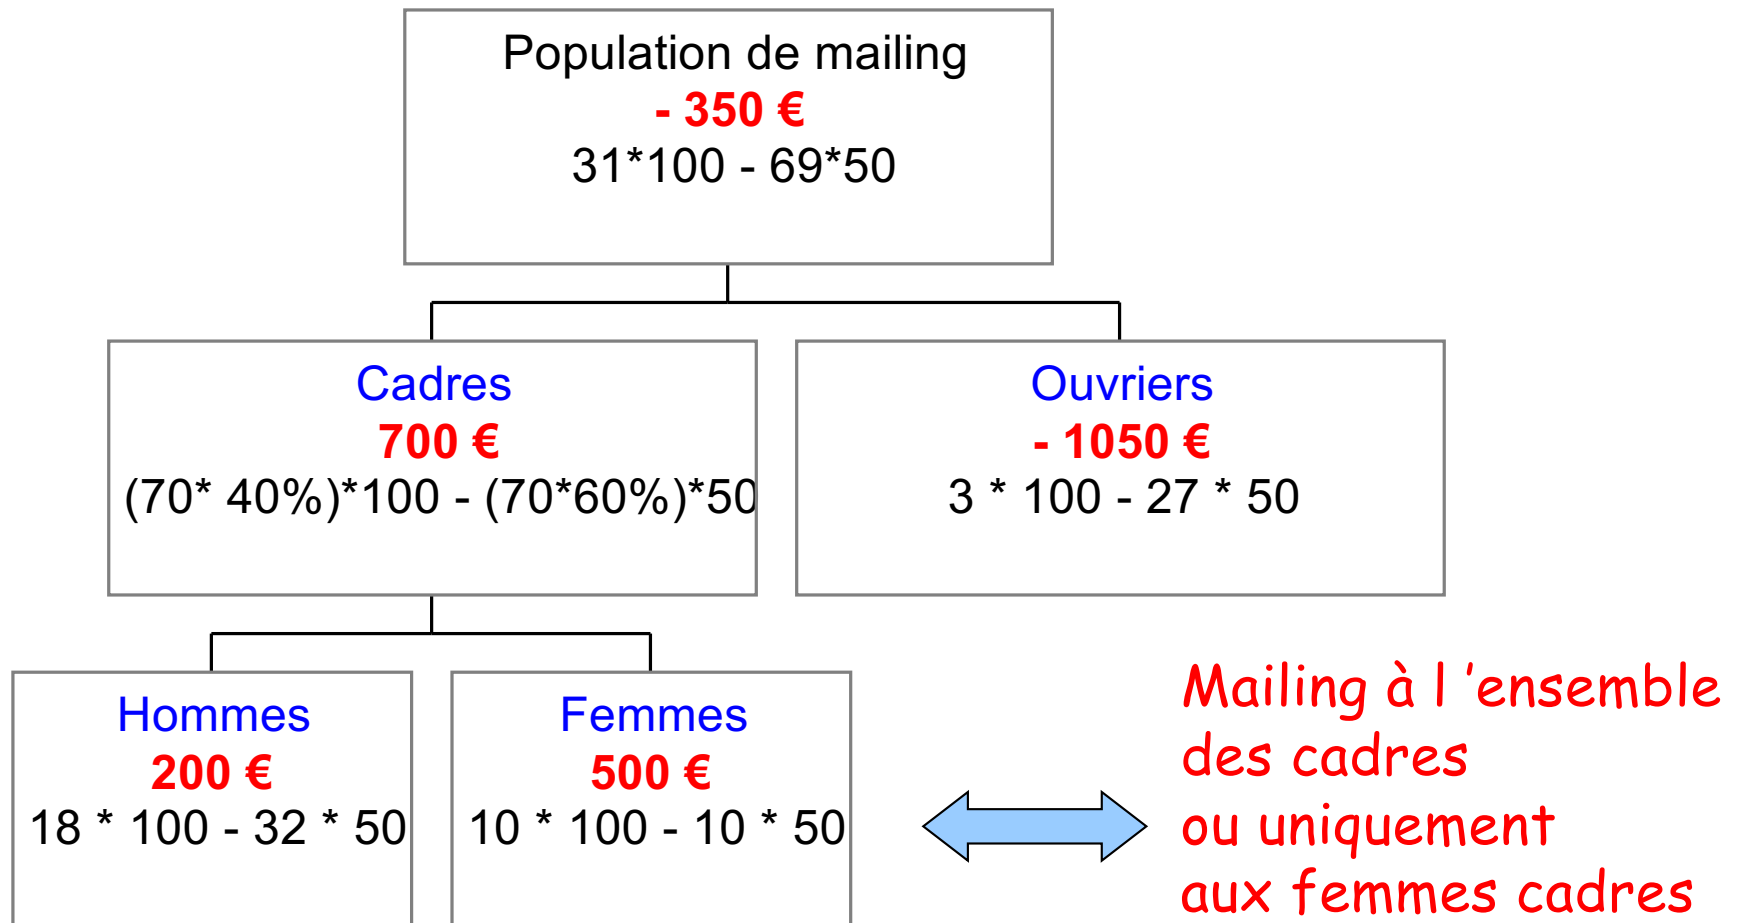 Population de mailing
- 350 €
31*100 - 69*50
Cadres
700 €
(70* 40%)*100 - (70*60%)*50
Ouvriers
- 1050 €
3 * 100 - 27 * 50
Hommes
200 €
18 * 100 - 32 * 50
Femmes
500 €
10 * 100 - 10 * 50
Mailing à l ’ensemble
des cadres
ou uniquement
aux femmes cadres